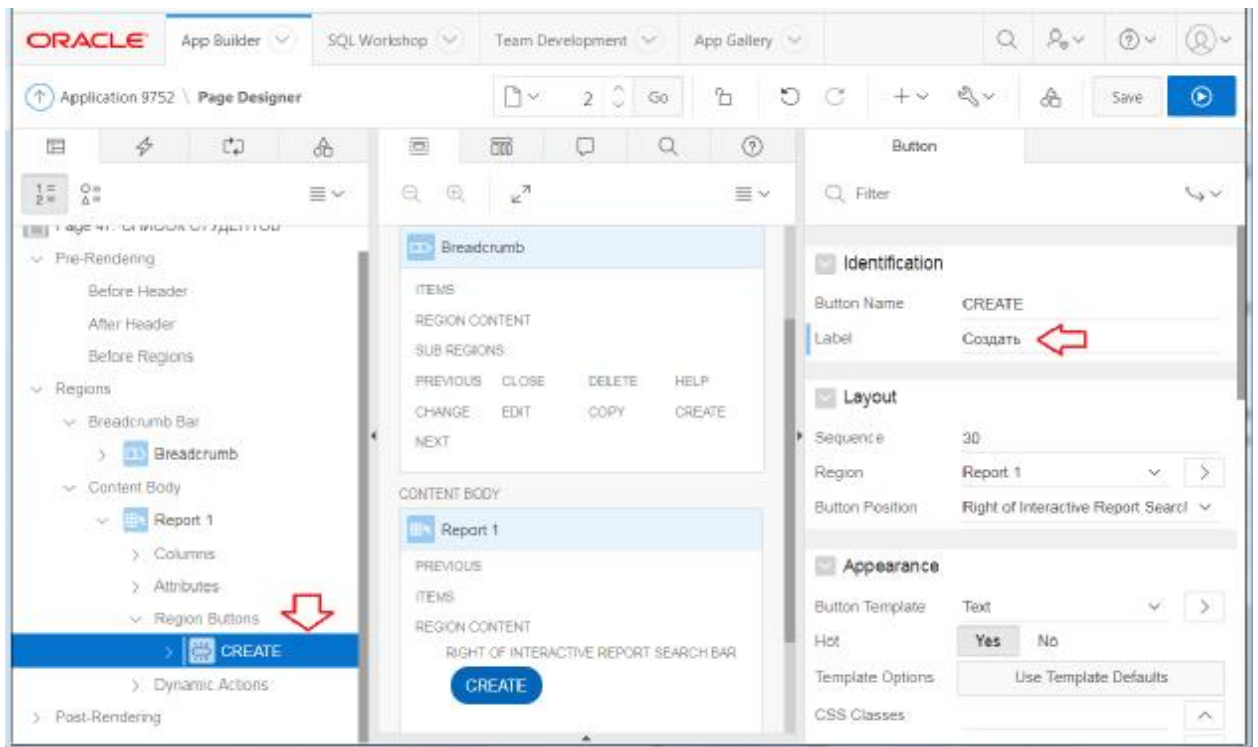 ORACLE App Builder SQL Workshop Team Development App Gallery
Application 9752 \ Page Designer 2 Go Save
Button
Filter
Page 47: СПИСОК СТУДЕНТОВ
Pre-Rendering
Before Header
After Header
Before Regions
Regions
Breadcrumb Bar
Breadcrumb
Content Body
Report 1
Columns
Attributes
Region Buttons
CREATE
Dynamic Actions
Post-Rendering
Breadcrumb
ITEMS
REGION CONTENT
SUB REGIONS
PREVIOUS CLOSE DELETE HELP
CHANGE EDIT COPY CREATE
NEXT
CONTENT BODY
Report 1
PREVIOUS
ITEMS
REGION CONTENT
RIGHT OF INTERACTIVE REPORT SEARCH BAR
CREATE
Identification
Button Name CREATE
Label Создать
Layout
Sequence 30
Region Report 1
Button Position Right of Interactive Report Searcl
Appearance
Button Template Text
Hot Yes No
Template Options Use Template Defaults
CSS Classes